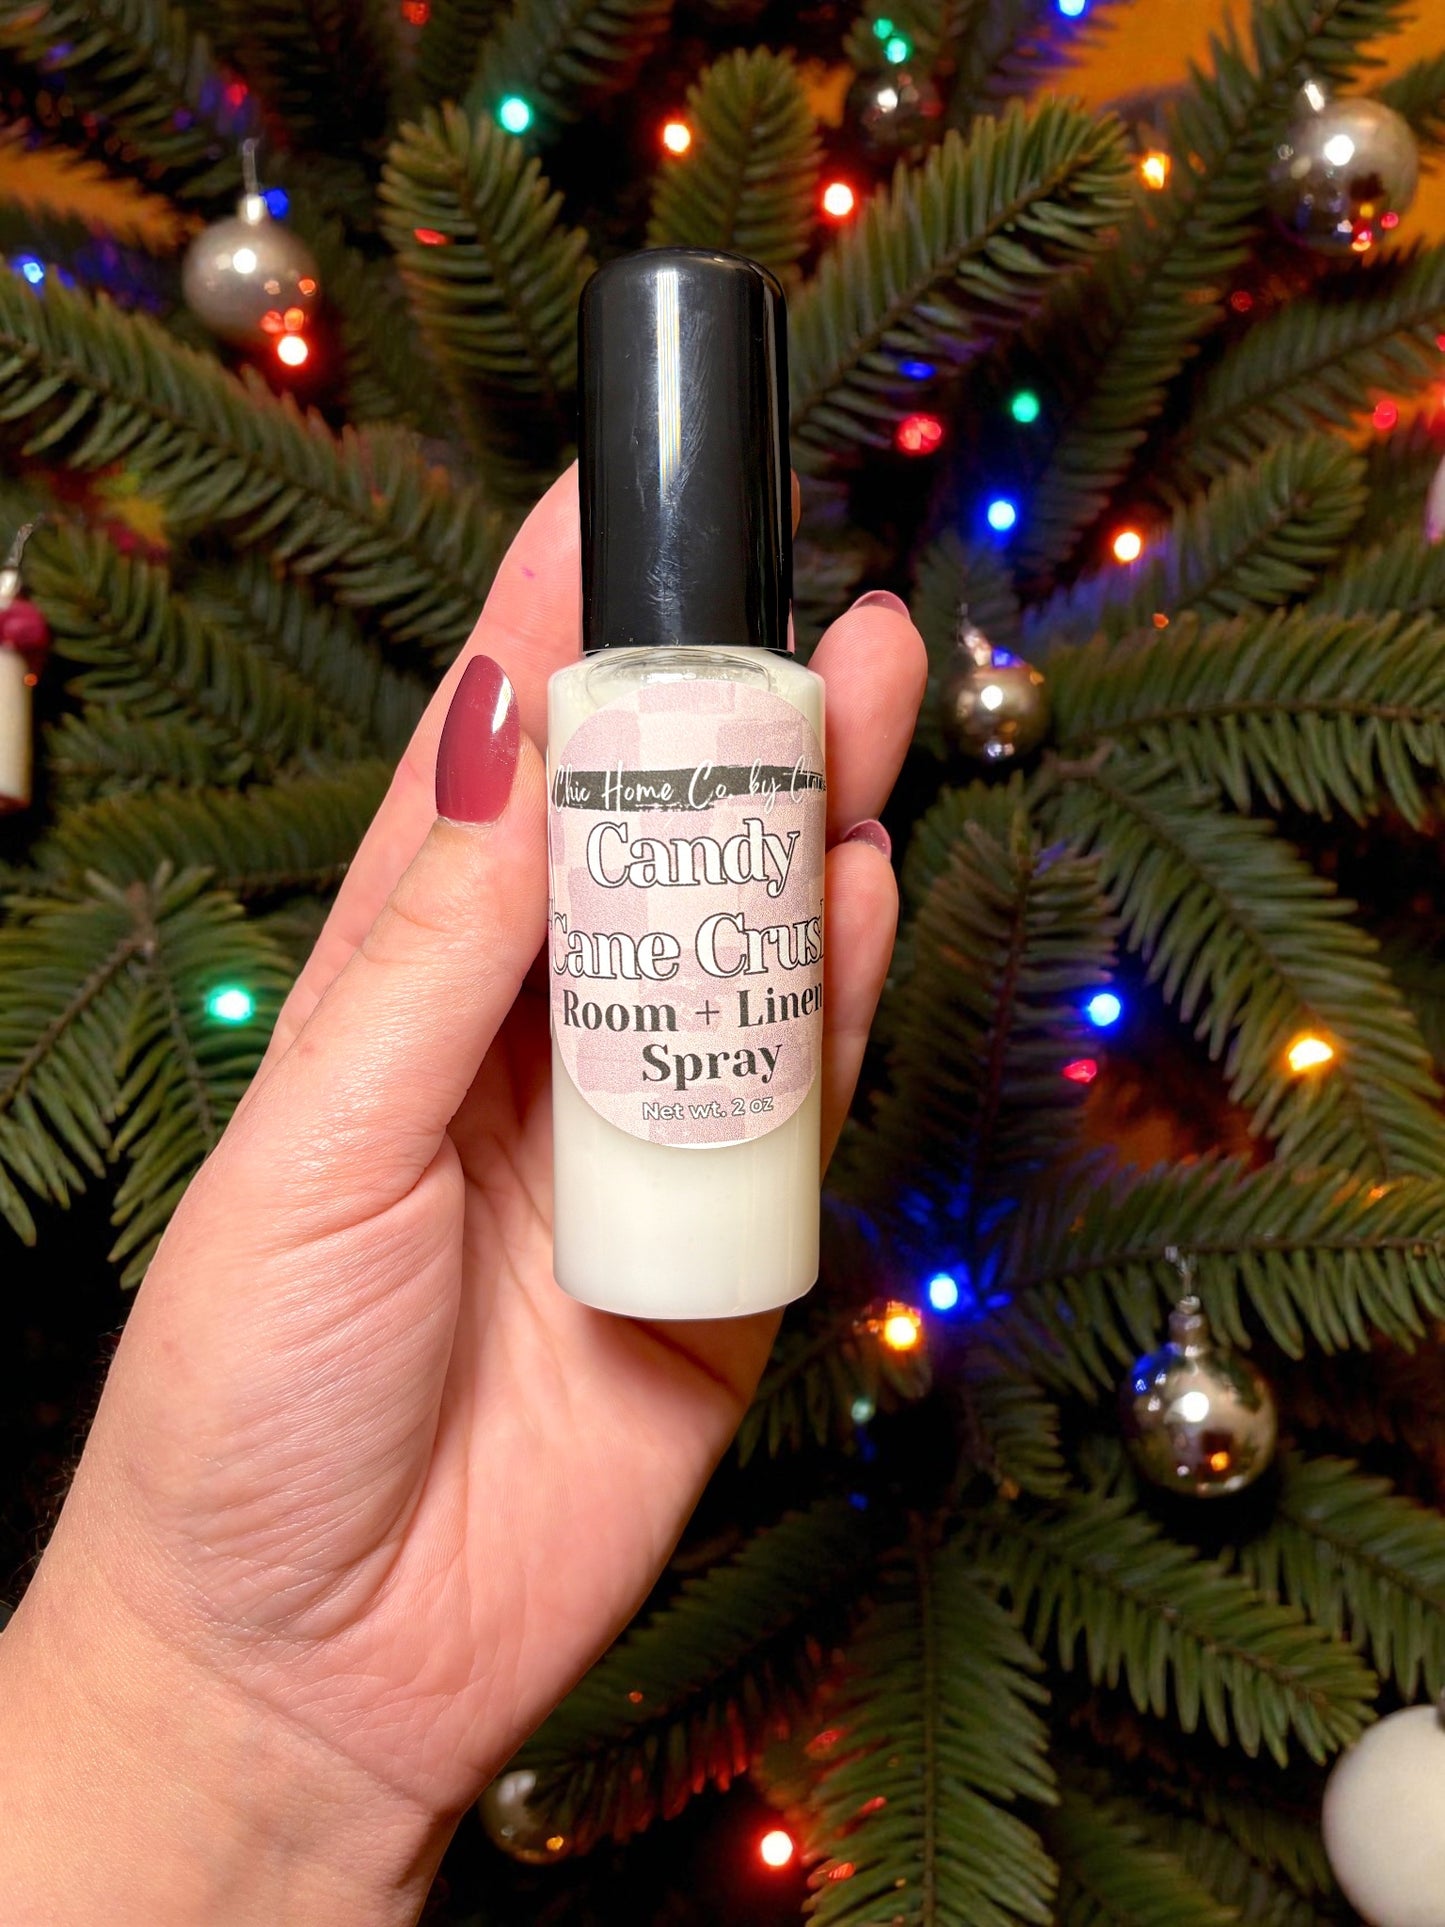 Chic Home Co. by
Candy
Cane Crush
Room + Linen
Spray
Net wt. 2 oz